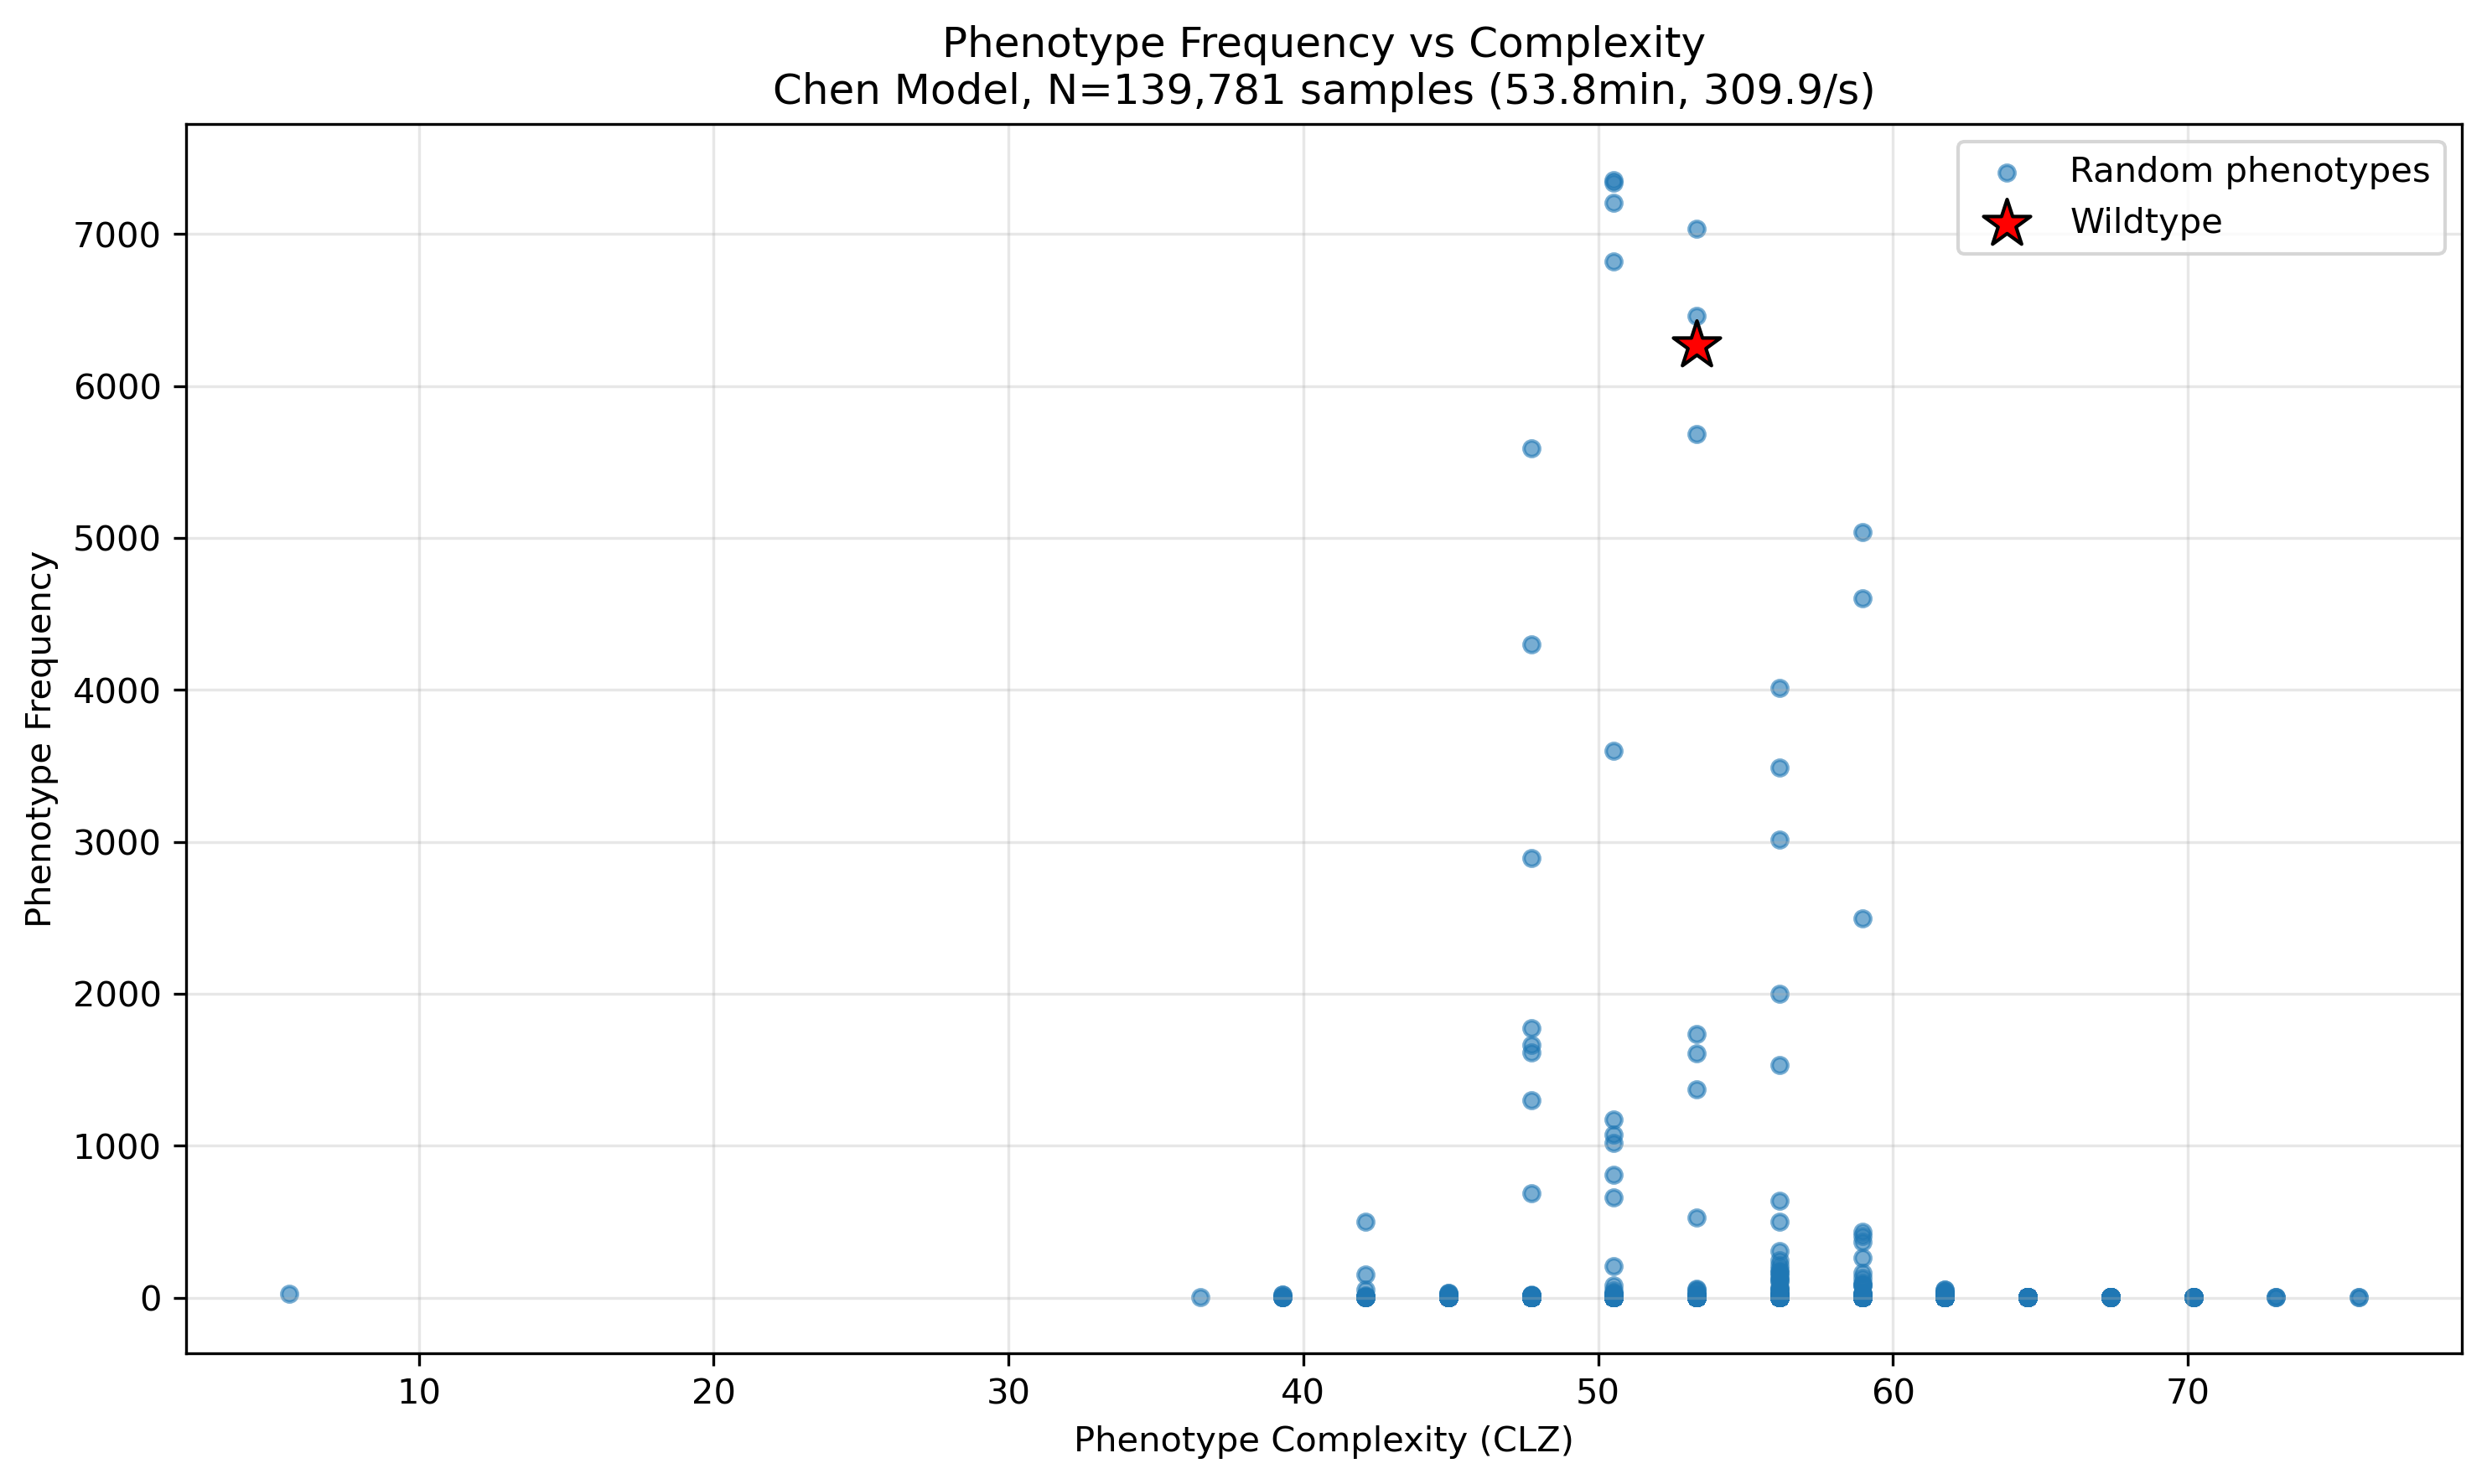 Phenotype Frequency vs Complexity
Chen Model, N=139,781 samples (53.8min, 309.9/s)
Random phenotypes
Wildtype
Phenotype Frequency
7000
6000
5000
4000
3000
2000
1000
0
10
20
30
40
50
60
70
Phenotype Complexity (CLZ)